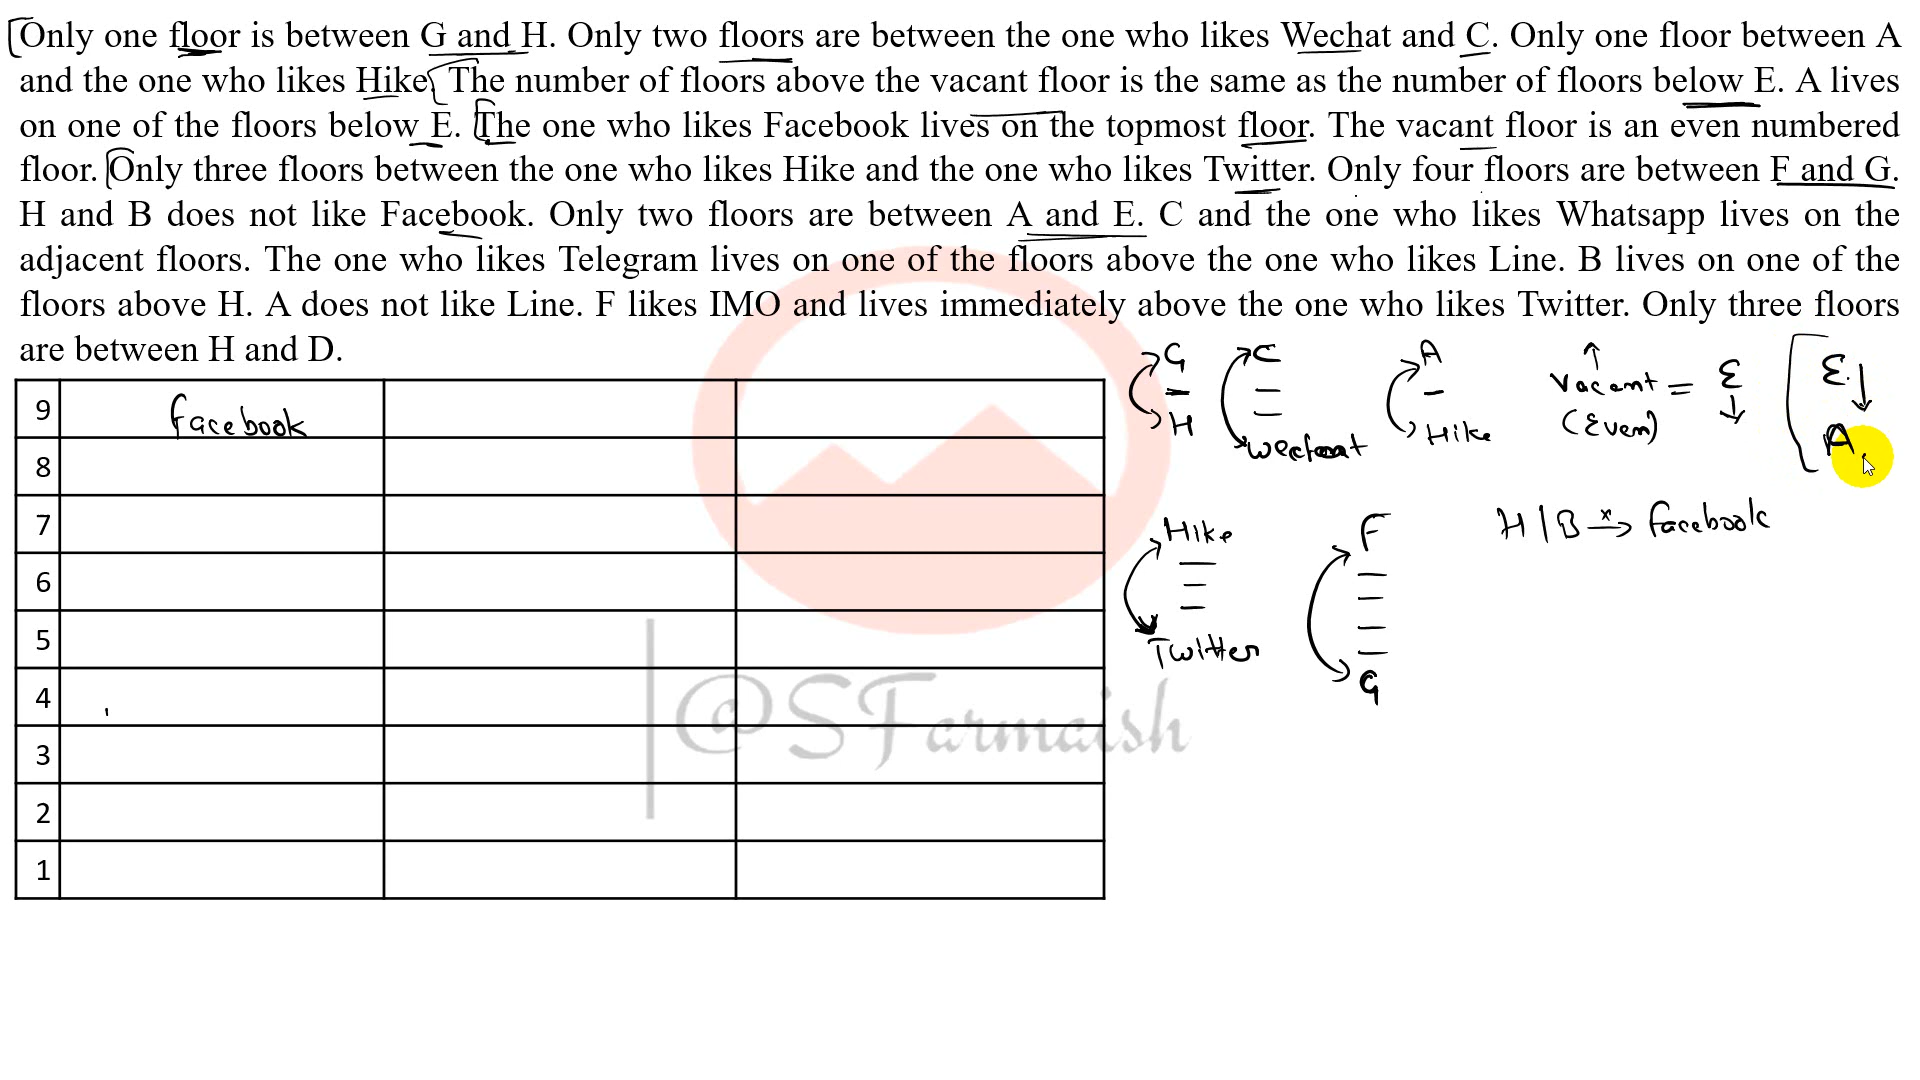 Only one floor is between G and H. Only two floors are between the one who likes Wechat and C. Only one floor between A
and the one who likes Hike. The number of floors above the vacant floor is the same as the number of floors below E. A lives
on one of the floors below E. The one who likes Facebook lives on the topmost floor. The vacant floor is an even numbered
floor. Only three floors between the one who likes Hike and the one who likes Twitter. Only four floors are between F and G.
H and B does not like Facebook. Only two floors are between A and E. C and the one who likes Whatsapp lives on the
adjacent floors. The one who likes Telegram lives on one of the floors above the one who likes Line. B lives on one of the
floors above H. A does not like Line. F likes IMO and lives immediately above the one who likes Twitter. Only three floors
are between H and D.
G C A Vacant = E E
H Wechat Hike (Even) A
9 facebook
8
7
6
5
4
3
2
1
Hike F H | B x→ facebook
Twitter
G
@SFarmaish